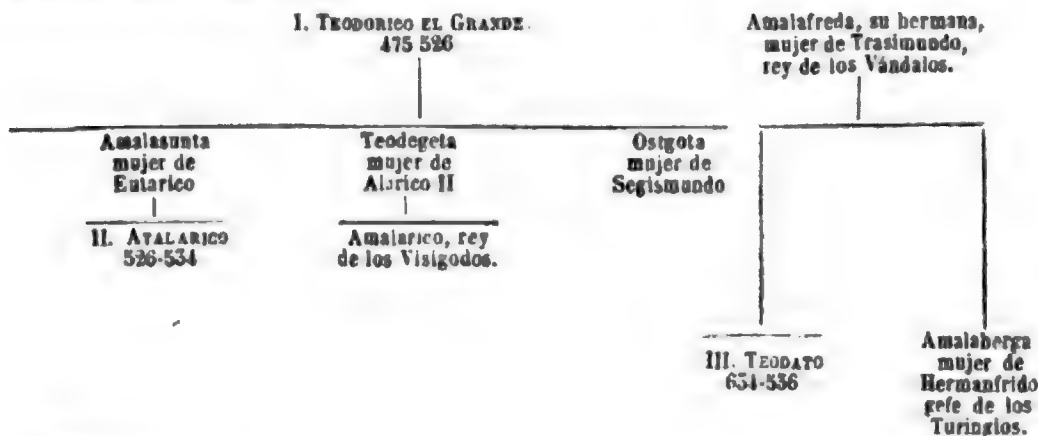 I. TEODORICO EL GRANDE.
475 526
Amalafreda, su hermana,
mujer de Trasimundo,
rey de los Vándalos.
Amalasunta
mujer de
Eutarico
Teodegeta
mujer de
Alarico II
Ostgota
mujer de
Segismundo
II. ATALARICO
526-534
Amalarico, rey
de los Visigodos.
III. TEODATO
634-536
Amalaberga
mujer de
Hermanfrido
gefe de los
Turingios.